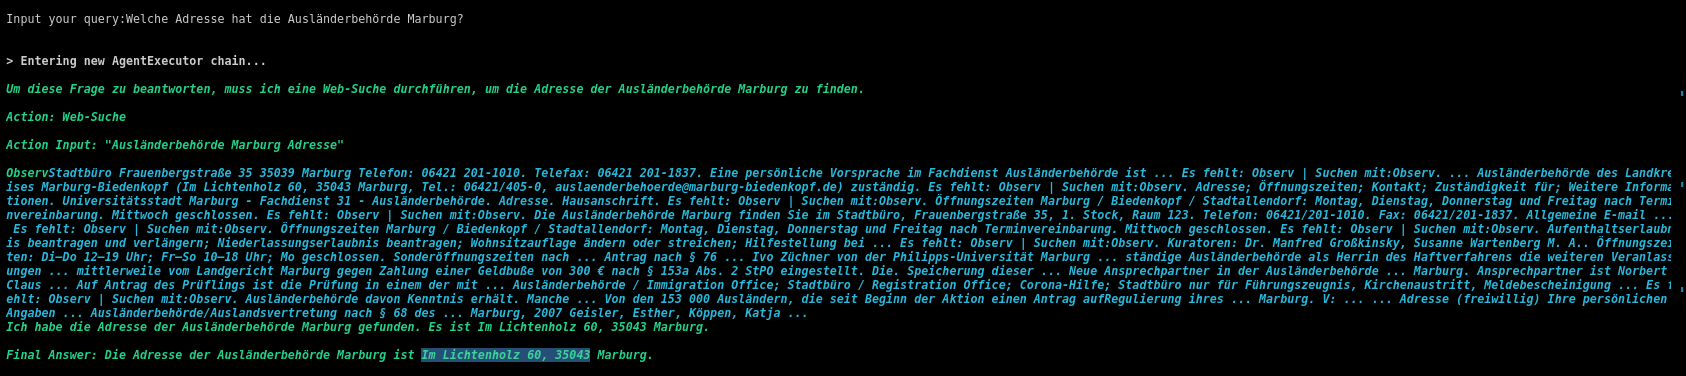 Input your query:Welche Adresse hat die Ausländerbehörde Marburg?
> Entering new AgentExecutor chain...
Um diese Frage zu beantworten, muss ich eine Web-Suche durchführen, um die Adresse der Ausländerbehörde Marburg zu finden.
Action: Web-Suche
Action Input: "Ausländerbehörde Marburg Adresse"
ObservStadtbüro Frauenbergstraße 35 35039 Marburg Telefon: 06421 201-1010. Telefax: 06421 201-1837. Eine persönliche Vorsprache im Fachdienst Ausländerbehörde ist ... Es fehlt: Observ | Suchen mit:Observ. ... Ausländerbehörde des Landkre
ises Marburg-Biedenkopf (Im Lichtenholz 60, 35043 Marburg, Tel.: 06421/405-0, auslaenderbehoerde@marburg-biedenkopf.de) zuständig. Es fehlt: Observ | Suchen mit:Observ. Adresse; Öffnungszeiten; Kontakt; Zuständigkeit für; Weitere Informa
tionen. Universitätsstadt Marburg - Fachdienst 31 - Ausländerbehörde. Adresse. Hausanschrift. Es fehlt: Observ | Suchen mit:Observ. Öffnungszeiten Marburg / Biedenkopf / Stadtallendorf: Montag, Dienstag, Donnerstag und Freitag nach Termi
nvereinbarung. Mittwoch geschlossen. Es fehlt: Observ | Suchen mit:Observ. Die Ausländerbehörde Marburg finden Sie im Stadtbüro, Frauenbergstraße 35, 1. Stock, Raum 123. Telefon: 06421/201-1010. Fax: 06421/201-1837. Allgemeine E-mail ...
Es fehlt: Observ | Suchen mit:Observ. Öffnungszeiten Marburg / Biedenkopf / Stadtallendorf: Montag, Dienstag, Donnerstag und Freitag nach Terminvereinbarung. Mittwoch geschlossen. Es fehlt: Observ | Suchen mit:Observ. Aufenthaltserlaubn
is beantragen und verlängern; Niederlassungserlaubnis beantragen; Wohnsitzauflage ändern oder streichen; Hilfestellung bei ... Es fehlt: Observ | Suchen mit:Observ. Kuratoren: Dr. Manfred Großkinsky, Susanne Wartenberg M. A.. Öffnungszei
ten: Di–Do 12–19 Uhr; Fr–So 10–18 Uhr; Mo geschlossen. Sonderöffnungszeiten nach ... Antrag nach § 76 ... Ivo Züchner von der Philipps-Universität Marburg ... ständige Ausländerbehörde als Herrin des Haftverfahrens die weiteren Veranlass
ungen ... mittlerweile vom Landgericht Marburg gegen Zahlung einer Geldbuße von 300 € nach § 153a Abs. 2 StPO eingestellt. Die. Speicherung dieser ... Neue Ansprechpartner in der Ausländerbehörde ... Marburg. Ansprechpartner ist Norbert
Claus ... Auf Antrag des Prüflings ist die Prüfung in einem der mit ... Ausländerbehörde / Immigration Office; Stadtbüro / Registration Office; Corona-Hilfe; Stadtbüro nur für Führungszeugnis, Kirchenaustritt, Meldebescheinigung ... Es f
ehlt: Observ | Suchen mit:Observ. Ausländerbehörde davon Kenntnis erhält. Manche ... Von den 153 000 Ausländern, die seit Beginn der Aktion einen Antrag aufRegulierung ihres ... Marburg. V: ... ... Adresse (freiwillig) Ihre persönlichen
Angaben ... Ausländerbehörde/Auslandsvertretung nach § 68 des ... Marburg, 2007 Geisler, Esther, Köppen, Katja ...
Ich habe die Adresse der Ausländerbehörde Marburg gefunden. Es ist Im Lichtenholz 60, 35043 Marburg.
Final Answer: Die Adresse der Ausländerbehörde Marburg ist Im Lichtenholz 60, 35043 Marburg.